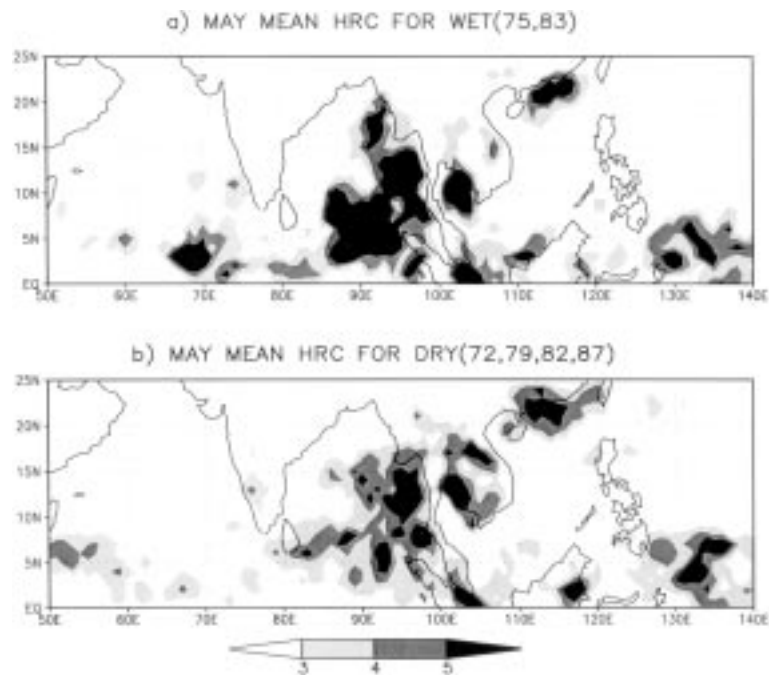 a) MAY MEAN HRC FOR WET(75,83)
25N
20N
15N
10N
5N
EQ
50E 60E 70E 80E 90E 100E 110E 120E 130E 140E
b) MAY MEAN HRC FOR DRY(72,79,82,87)
25N
20N
15N
10N
5N
EQ
50E 60E 70E 80E 90E 100E 110E 120E 130E 140E
3 4 5